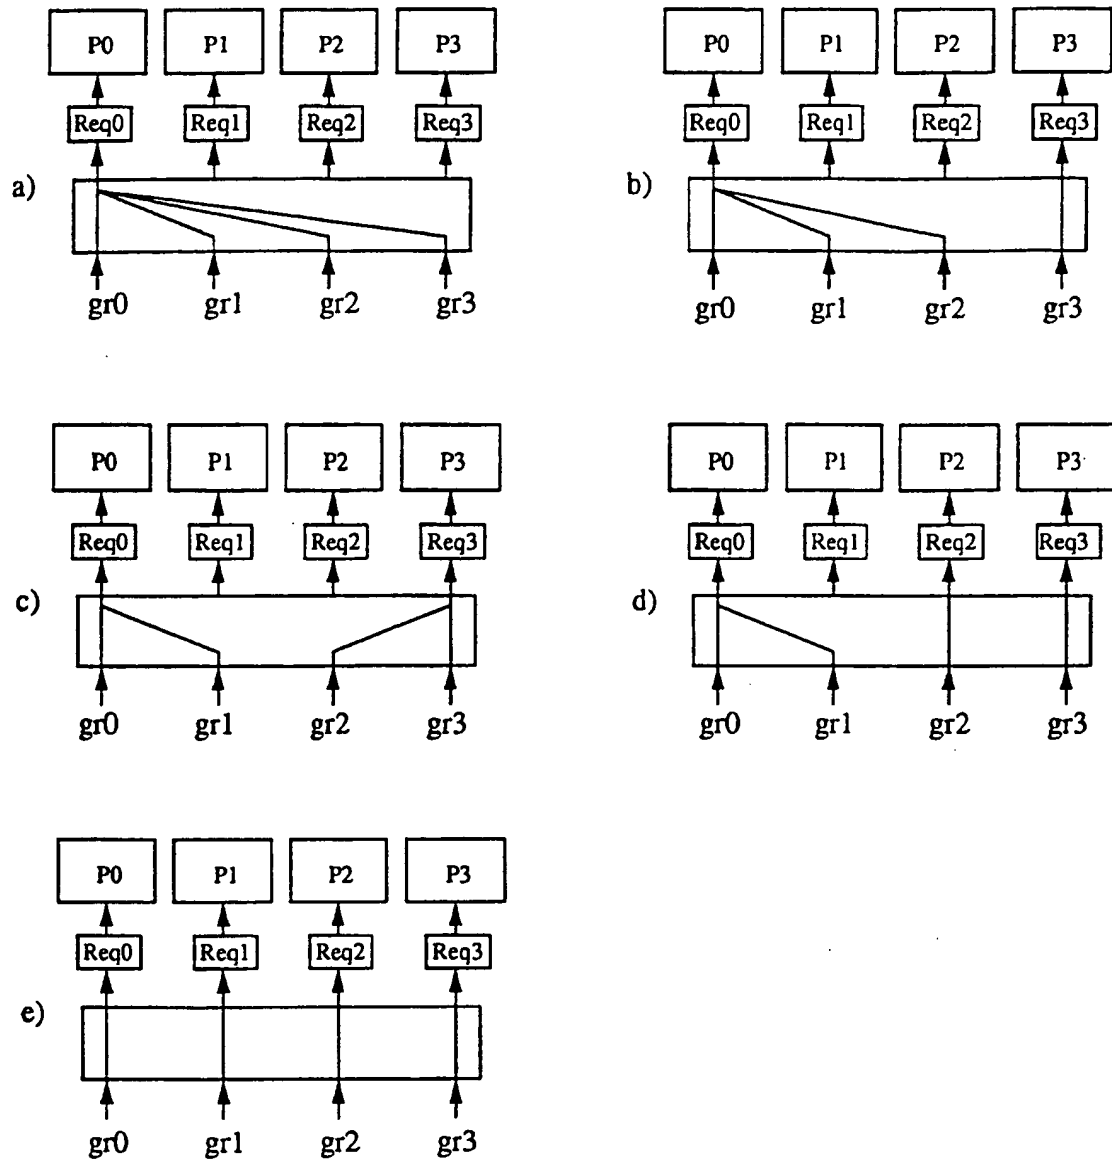 P0 P1 P2 P3
Req0 Req1 Req2 Req3
a)
gr0 gr1 gr2 gr3
P0 P1 P2 P3
Req0 Req1 Req2 Req3
b)
gr0 gr1 gr2 gr3
P0 P1 P2 P3
Req0 Req1 Req2 Req3
c)
gr0 gr1 gr2 gr3
P0 P1 P2 P3
Req0 Req1 Req2 Req3
d)
gr0 gr1 gr2 gr3
P0 P1 P2 P3
Req0 Req1 Req2 Req3
e)
gr0 gr1 gr2 gr3